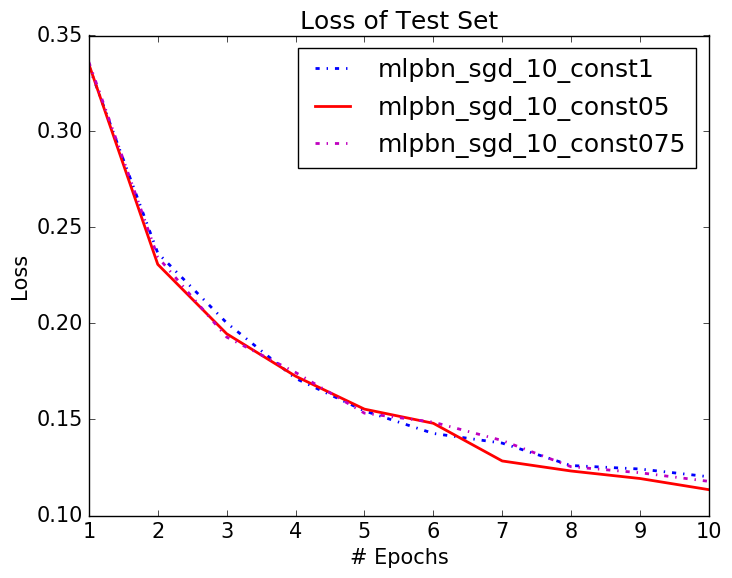 Loss of Test Set
0.35
0.30
0.25
0.20
0.15
0.10
Loss
mlpbn_sgd_10_const1
mlpbn_sgd_10_const05
mlpbn_sgd_10_const075
1 2 3 4 5 6 7 8 9 10
# Epochs